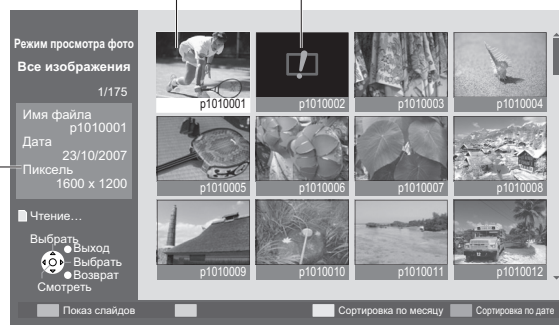 Режим просмотра фото
Все изображения
1/175
Имя файла
p1010001
Дата
23/10/2007
Пиксель
1600 x 1200
Чтение…
Выбрать
Выход
Выбрать
Возврат
Смотреть
p1010001
p1010002
p1010003
p1010004
p1010005
p1010006
p1010007
p1010008
p1010009
p1010010
p1010011
p1010012
Показ слайдов
Сортировка по месяцу
Сортировка по дате